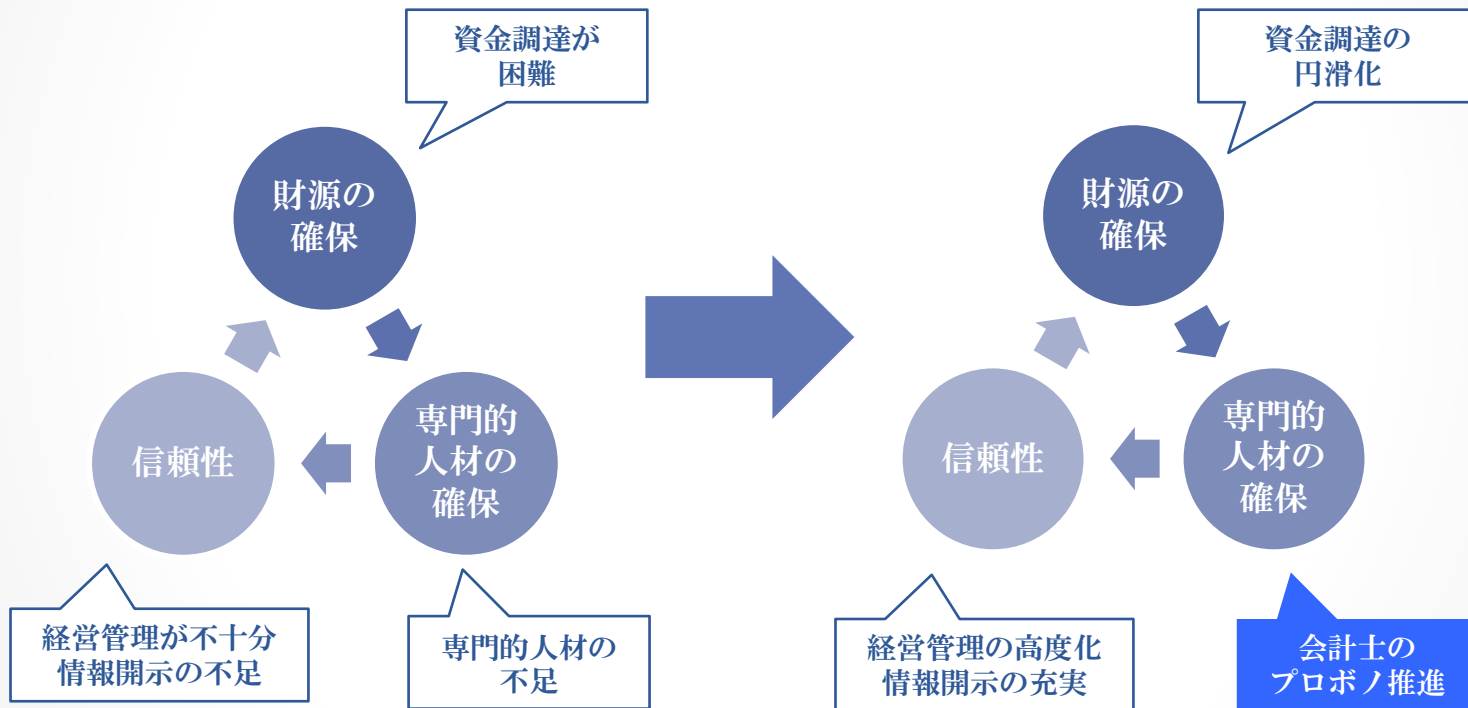 資金調達が
困難
財源の
確保
専門的
人材の
確保
信頼性
経営管理が不十分
情報開示の不足
専門的人材の
不足
資金調達の
円滑化
財源の
確保
専門的
人材の
確保
信頼性
経営管理の高度化
情報開示の充実
会計士の
プロボノ推進